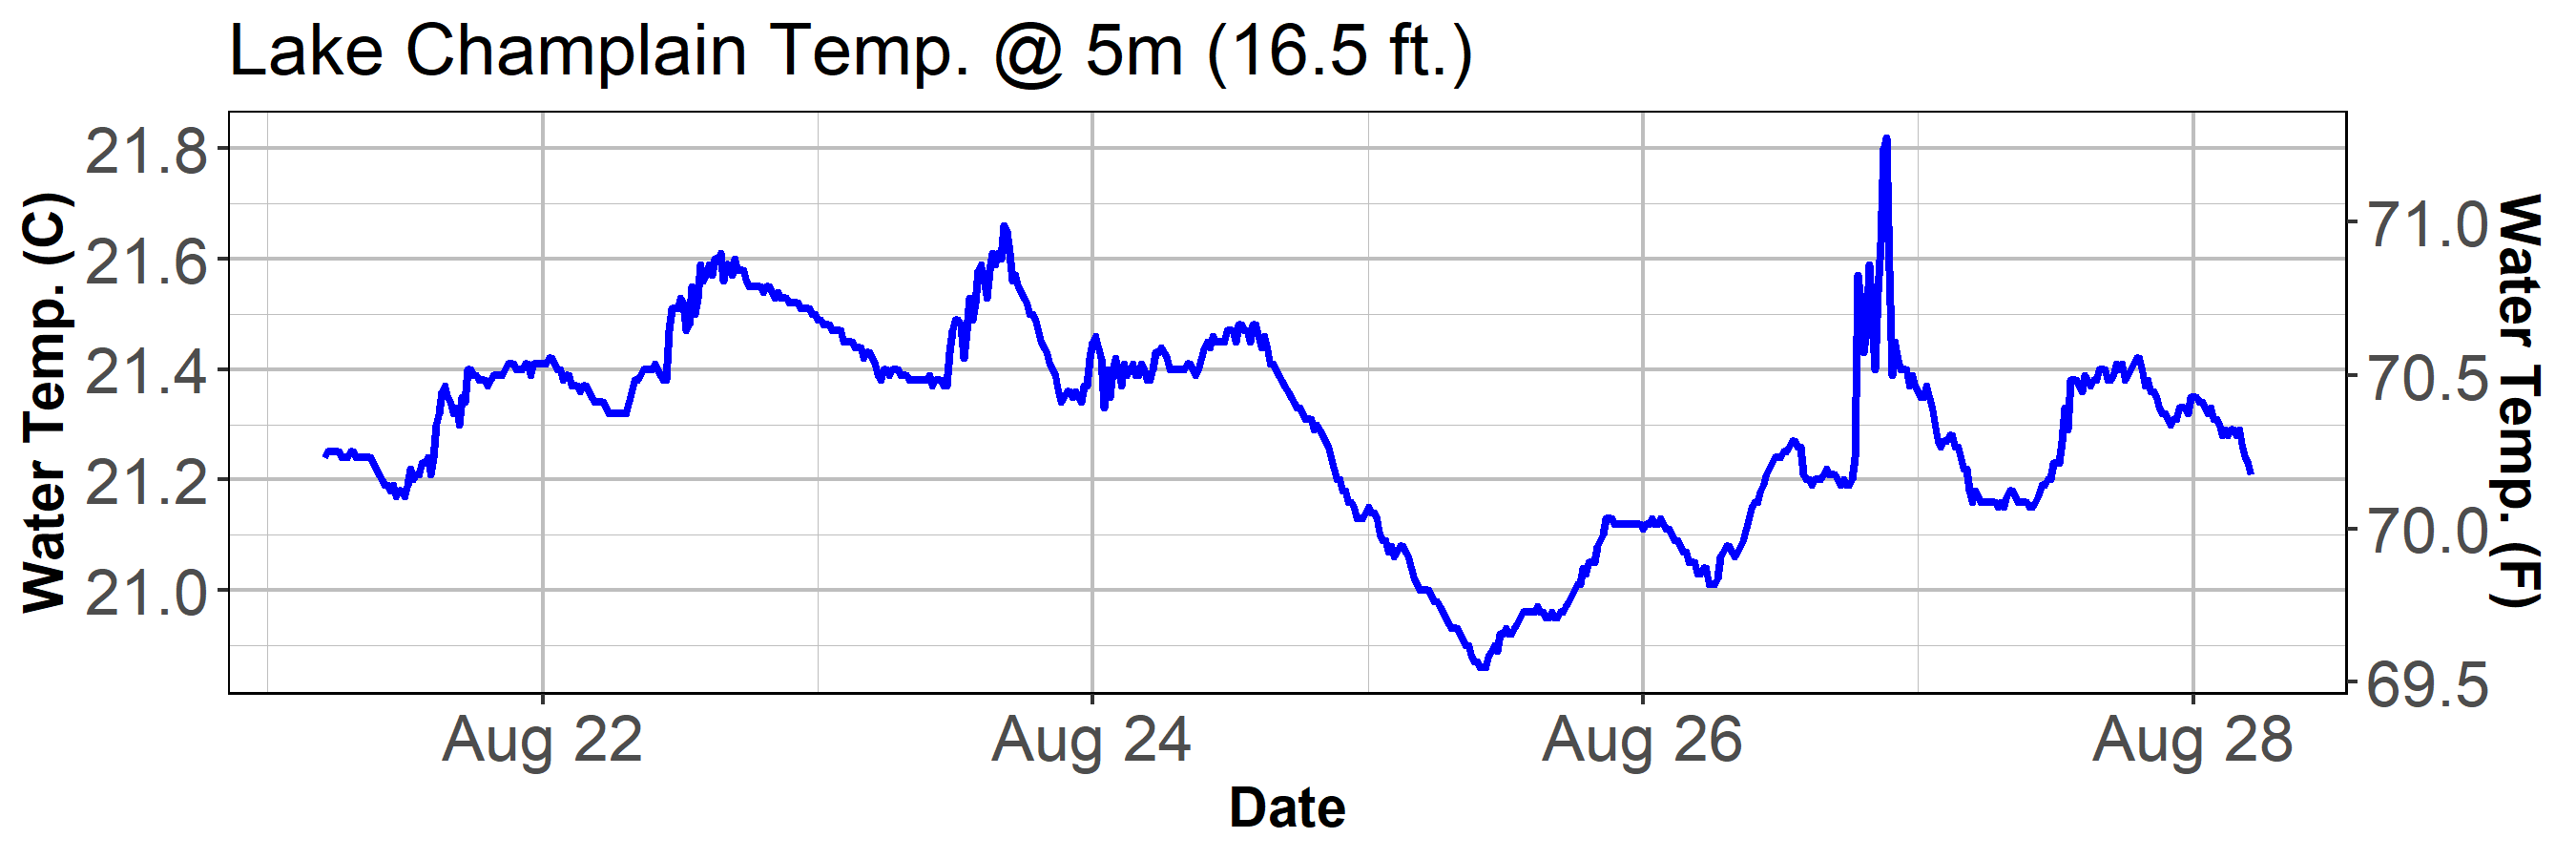 Lake Champlain Temp. @ 5m (16.5 ft.)
Water Temp. (C)
21.8
21.6
21.4
21.2
21.0
71.0
70.5
70.0
69.5
Water Temp. (F)
Aug 22
Aug 24
Aug 26
Aug 28
Date